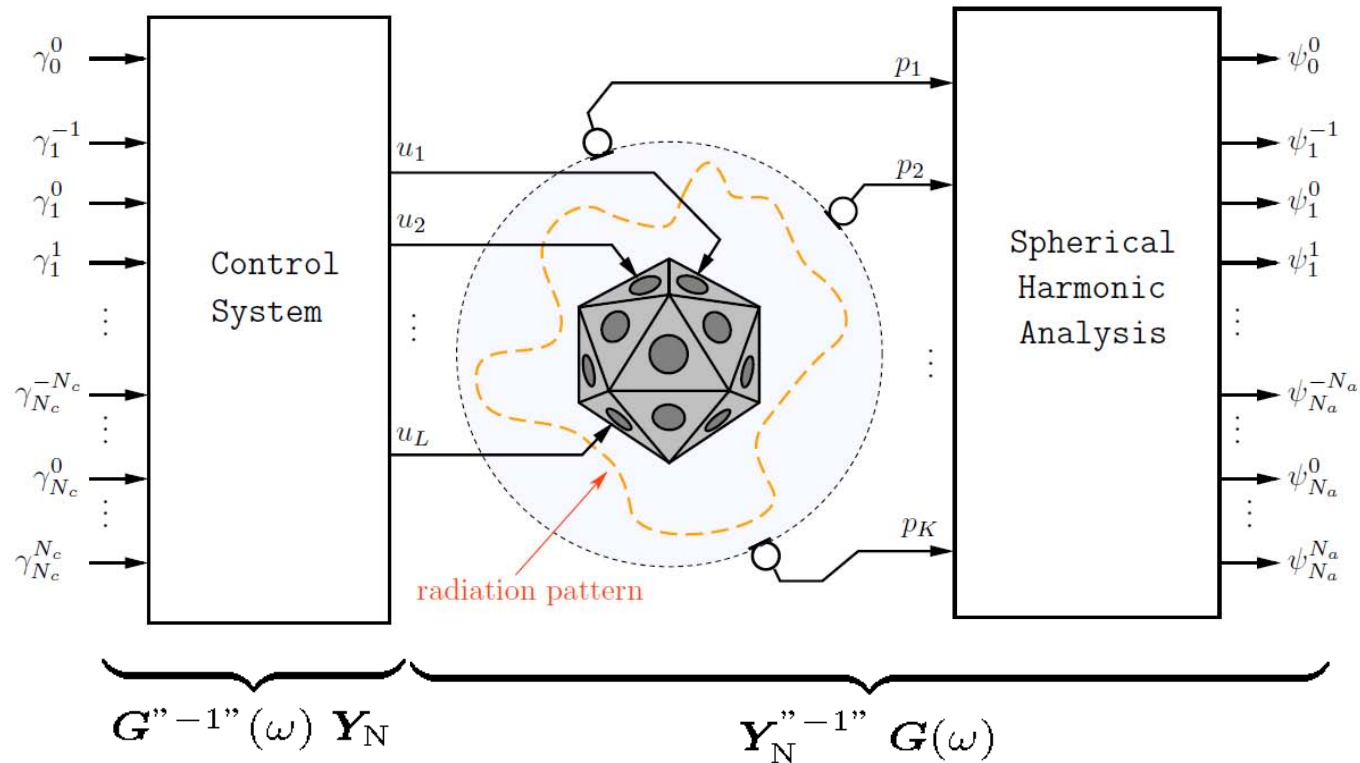 γ_0^0
γ_1^{-1}
γ_1^0
γ_1^1
⋮
γ_{N_c}^{-N_c}
⋮
γ_{N_c}^0
⋮
γ_{N_c}^{N_c}
Control
System
u_1
u_2
⋮
u_L
radiation pattern
p_1
p_2
⋮
p_K
Spherical
Harmonic
Analysis
ψ_0^0
ψ_1^{-1}
ψ_1^0
ψ_1^1
⋮
ψ_{N_a}^{-N_a}
⋮
ψ_{N_a}^0
⋮
ψ_{N_a}^{N_a}
G^{"-1"}(ω) Y_N
Y_N^{"-1"} G(ω)